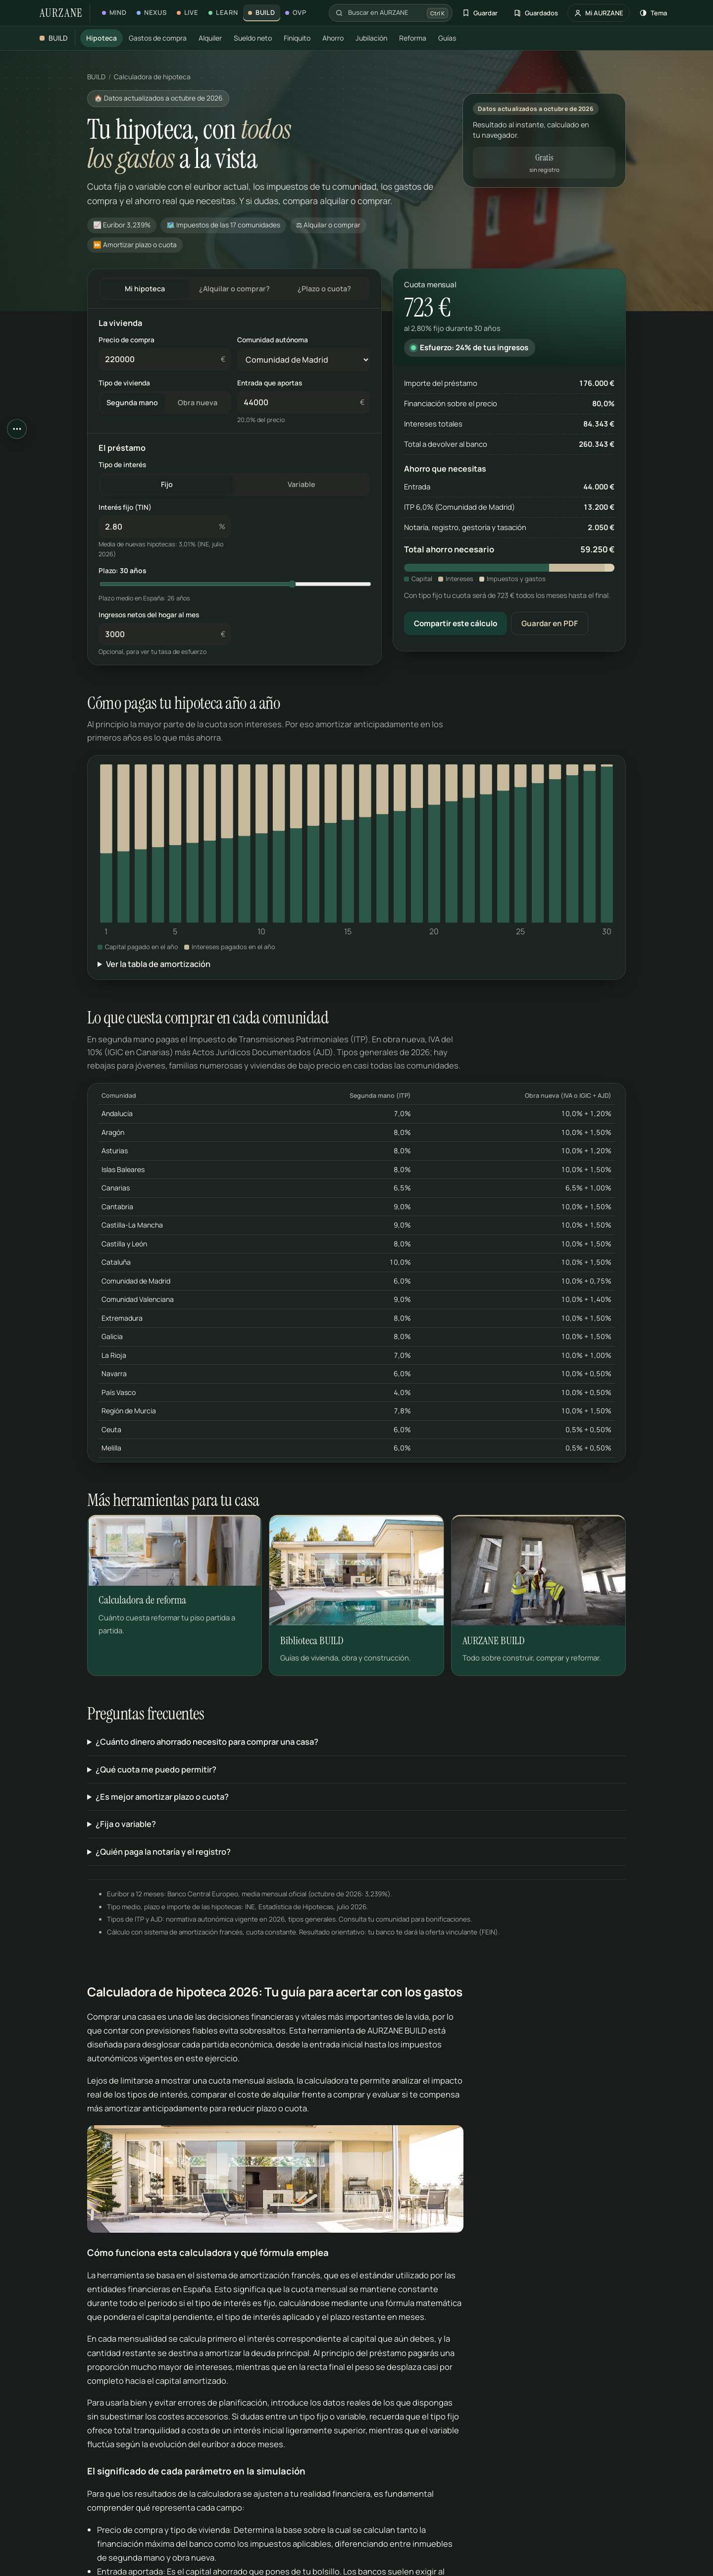 AURZANE
MIND
NEXUS
LIVE
LEARN
BUILD
OVP
Buscar en AURZANE
Ctrl K
Guardar
Guardados
Mi AURZANE
Tema
BUILD
Hipoteca
Gastos de compra
Alquiler
Sueldo neto
Finiquito
Ahorro
Jubilación
Reforma
Guías
BUILD / Calculadora de hipoteca
Datos actualizados a octubre de 2026
Tu hipoteca, con todos
los gastos a la vista
Cuota fija o variable con el euríbor actual, los impuestos de tu comunidad, los gastos de
compra y el ahorro real que necesitas. Y si dudas, compara alquilar o comprar.
Euríbor 3,239%
Impuestos de las 17 comunidades
Alquilar o comprar
Amortizar plazo o cuota
Datos actualizados a octubre de 2026
Resultado al instante, calculado en
tu navegador.
Gratis
sin registro
Mi hipoteca
¿Alquilar o comprar?
¿Plazo o cuota?
La vivienda
Precio de compra
Comunidad autónoma
220000 €
Comunidad de Madrid
Tipo de vivienda
Entrada que aportas
Segunda mano
Obra nueva
44000 €
20,0% del precio
El préstamo
Tipo de interés
Fijo
Variable
Interés fijo (TIN)
2.80 %
Media de nuevas hipotecas: 3,01% (INE, julio
2026)
Plazo: 30 años
Plazo medio en España: 26 años
Ingresos netos del hogar al mes
3000 €
Opcional, para ver tu tasa de esfuerzo
Cuota mensual
723 €
al 2,80% fijo durante 30 años
Esfuerzo: 24% de tus ingresos
Importe del préstamo 176.000 €
Financiación sobre el precio 80,0%
Intereses totales 84.343 €
Total a devolver al banco 260.343 €
Ahorro que necesitas
Entrada 44.000 €
ITP 6,0% (Comunidad de Madrid) 13.200 €
Notaría, registro, gestoría y tasación 2.050 €
Total ahorro necesario 59.250 €
Capital
Intereses
Impuestos y gastos
Con tipo fijo tu cuota será de 723 € todos los meses hasta el final.
Compartir este cálculo
Guardar en PDF
Cómo pagas tu hipoteca año a año
Al principio la mayor parte de la cuota son intereses. Por eso amortizar anticipadamente en los
primeros años es lo que más ahorra.
1 5 10 15 20 25 30
Capital pagado en el año
Intereses pagados en el año
Ver la tabla de amortización
Lo que cuesta comprar en cada comunidad
En segunda mano pagas el Impuesto de Transmisiones Patrimoniales (ITP). En obra nueva, IVA del
10% (IGIC en Canarias) más Actos Jurídicos Documentados (AJD). Tipos generales de 2026; hay
rebajas para jóvenes, familias numerosas y viviendas de bajo precio en casi todas las comunidades.
Comunidad Segunda mano (ITP) Obra nueva (IVA o IGIC + AJD)
Andalucía 7,0% 10,0% + 1,20%
Aragón 8,0% 10,0% + 1,50%
Asturias 8,0% 10,0% + 1,20%
Islas Baleares 8,0% 10,0% + 1,50%
Canarias 6,5% 6,5% + 1,00%
Cantabria 9,0% 10,0% + 1,50%
Castilla-La Mancha 9,0% 10,0% + 1,50%
Castilla y León 8,0% 10,0% + 1,50%
Cataluña 10,0% 10,0% + 1,50%
Comunidad de Madrid 6,0% 10,0% + 0,75%
Comunidad Valenciana 9,0% 10,0% + 1,40%
Extremadura 8,0% 10,0% + 1,50%
Galicia 8,0% 10,0% + 1,50%
La Rioja 7,0% 10,0% + 1,00%
Navarra 6,0% 10,0% + 0,50%
País Vasco 4,0% 10,0% + 0,50%
Región de Murcia 7,8% 10,0% + 1,50%
Ceuta 6,0% 0,5% + 0,50%
Melilla 6,0% 0,5% + 0,50%
Más herramientas para tu casa
Calculadora de reforma
Cuánto cuesta reformar tu piso partida a
partida.
Biblioteca BUILD
Guías de vivienda, obra y construcción.
AURZANE BUILD
Todo sobre construir, comprar y reformar.
Preguntas frecuentes
¿Cuánto dinero ahorrado necesito para comprar una casa?
¿Qué cuota me puedo permitir?
¿Es mejor amortizar plazo o cuota?
¿Fija o variable?
¿Quién paga la notaría y el registro?
Euríbor a 12 meses: Banco Central Europeo, media mensual oficial (octubre de 2026: 3,239%).
Tipo medio, plazo e importe de las hipotecas: INE, Estadística de Hipotecas, julio 2026.
Tipos de ITP y AJD: normativa autonómica vigente en 2026, tipos generales. Consulta tu comunidad para bonificaciones.
Cálculo con sistema de amortización francés, cuota constante. Resultado orientativo: tu banco te dará la oferta vinculante (FEIN).
Calculadora de hipoteca 2026: Tu guía para acertar con los gastos
Comprar una casa es una de las decisiones financieras y vitales más importantes de la vida, por lo
que contar con previsiones fiables evita sobresaltos. Esta herramienta de AURZANE BUILD está
diseñada para desglosar cada partida económica, desde la entrada inicial hasta los impuestos
autonómicos vigentes en este ejercicio.
Lejos de limitarse a mostrar una cuota mensual aislada, la calculadora te permite analizar el impacto
real de los tipos de interés, comparar el coste de alquilar frente a comprar y evaluar si te compensa
más amortizar anticipadamente para reducir plazo o cuota.
Cómo funciona esta calculadora y qué fórmula emplea
La herramienta se basa en el sistema de amortización francés, que es el estándar utilizado por las
entidades financieras en España. Esto significa que la cuota mensual se mantiene constante
durante todo el periodo si el tipo de interés es fijo, calculándose mediante una fórmula matemática
que pondera el capital pendiente, el tipo de interés aplicado y el plazo restante en meses.
En cada mensualidad se calcula primero el interés correspondiente al capital que aún debes, y la
cantidad restante se destina a amortizar la deuda principal. Al principio del préstamo pagarás una
proporción mucho mayor de intereses, mientras que en la recta final el peso se desplaza casi por
completo hacia el capital amortizado.
Para usarla bien y evitar errores de planificación, introduce los datos reales de los que dispongas
sin subestimar los costes accesorios. Si dudas entre un tipo fijo o variable, recuerda que el tipo fijo
ofrece total tranquilidad a costa de un interés inicial ligeramente superior, mientras que el variable
fluctúa según la evolución del euríbor a doce meses.
El significado de cada parámetro en la simulación
Para que los resultados de la calculadora se ajusten a tu realidad financiera, es fundamental
comprender qué representa cada campo:
Precio de compra y tipo de vivienda: Determina la base sobre la cual se calculan tanto la
financiación máxima del banco como los impuestos aplicables, diferenciando entre inmuebles
de segunda mano y obra nueva.
Entrada aportada: Es el capital ahorrado que pones de tu bolsillo. Los bancos suelen exigir al